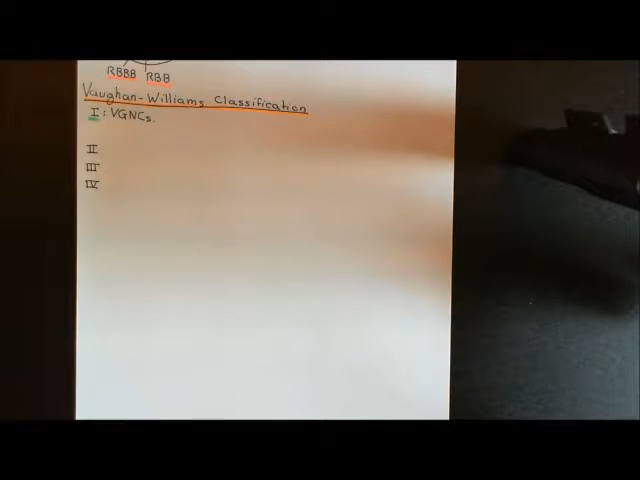 RBBB RBB
Vaughan-Williams Classification
I: VGNCs.
II
III
IV